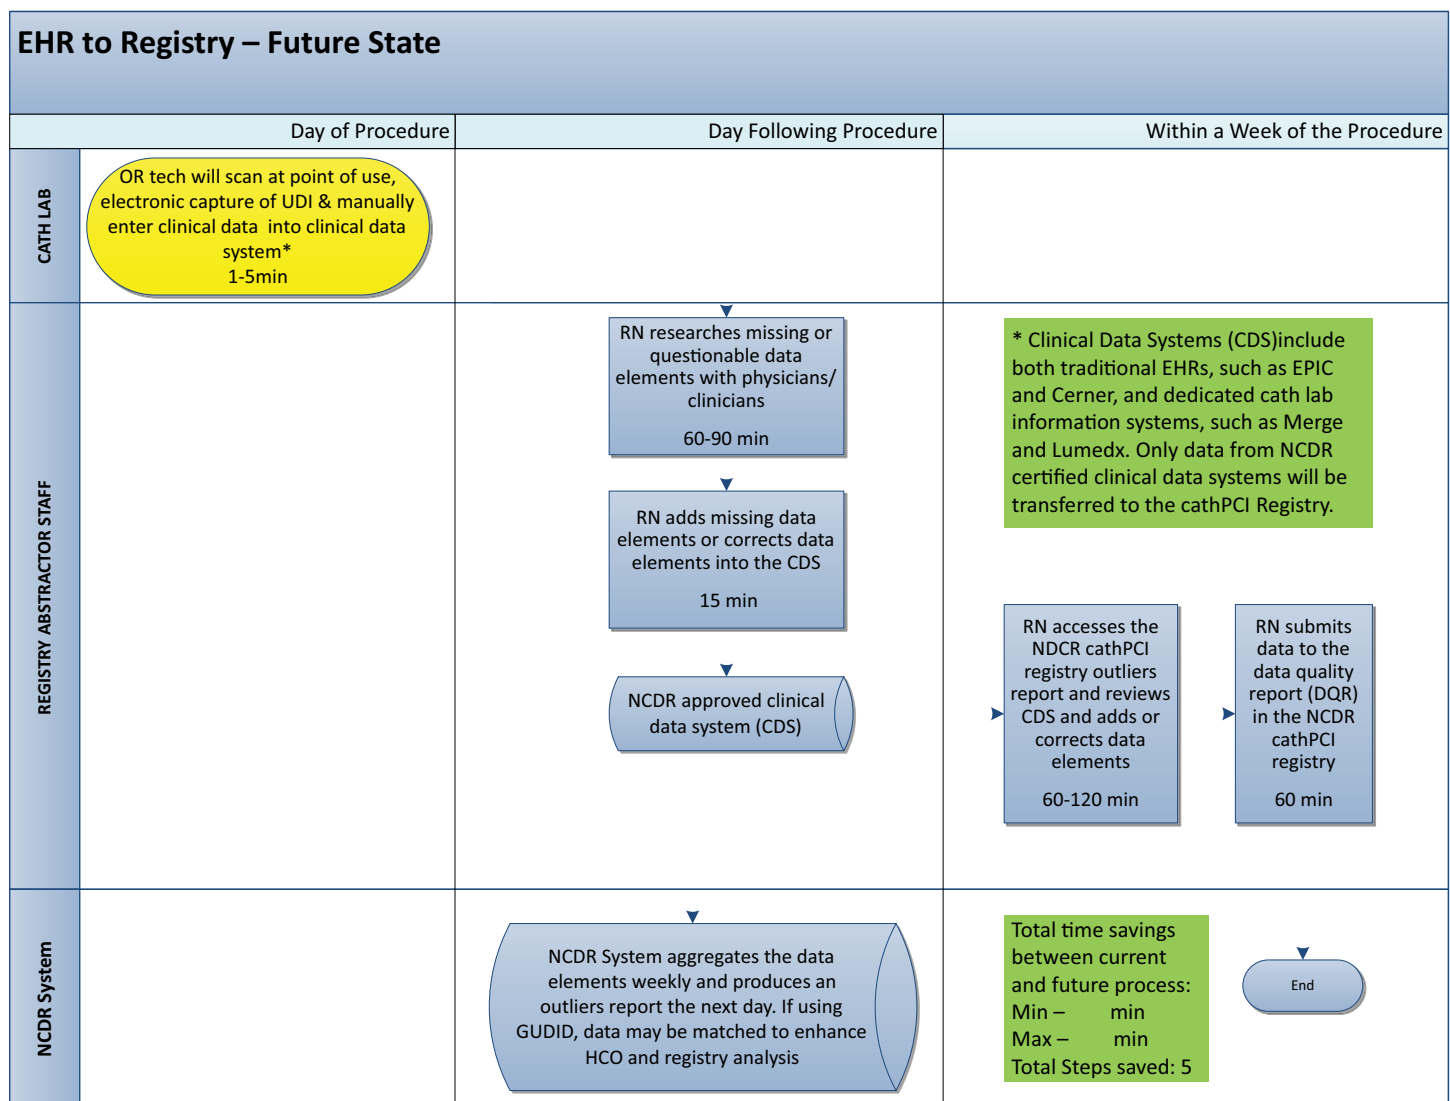 EHR to Registry – Future State
Day of Procedure
Day Following Procedure
Within a Week of the Procedure
CATH LAB
OR tech will scan at point of use,
electronic capture of UDI & manually
enter clinical data into clinical data
system*
1-5min
REGISTRY ABSTRACTOR STAFF
RN researches missing or
questionable data
elements with physicians/
clinicians
60-90 min
RN adds missing data
elements or corrects data
elements into the CDS
15 min
NCDR approved clinical
data system (CDS)
* Clinical Data Systems (CDS)include
both traditional EHRs, such as EPIC
and Cerner, and dedicated cath lab
information systems, such as Merge
and Lumedx. Only data from NCDR
certified clinical data systems will be
transferred to the cathPCI Registry.
RN accesses the
NDCR cathPCI
registry outliers
report and reviews
CDS and adds or
corrects data
elements
60-120 min
RN submits
data to the
data quality
report (DQR)
in the NCDR
cathPCI
registry
60 min
NCDR System
NCDR System aggregates the data
elements weekly and produces an
outliers report the next day. If using
GUDID, data may be matched to enhance
HCO and registry analysis
Total time savings
between current
and future process:
Min – min
Max – min
Total Steps saved: 5
End